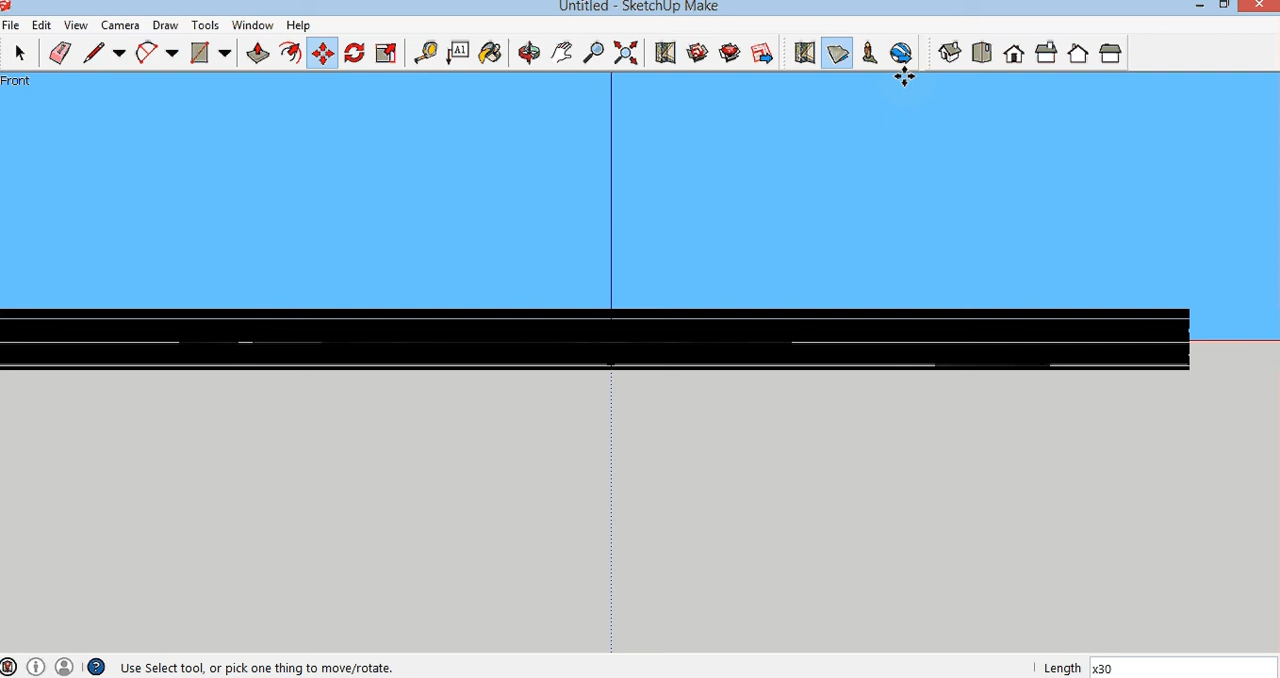 Untitled - SketchUp Make
File Edit View Camera Draw Tools Window Help
A1
Front
Use Select tool, or pick one thing to move/rotate.
Length x30